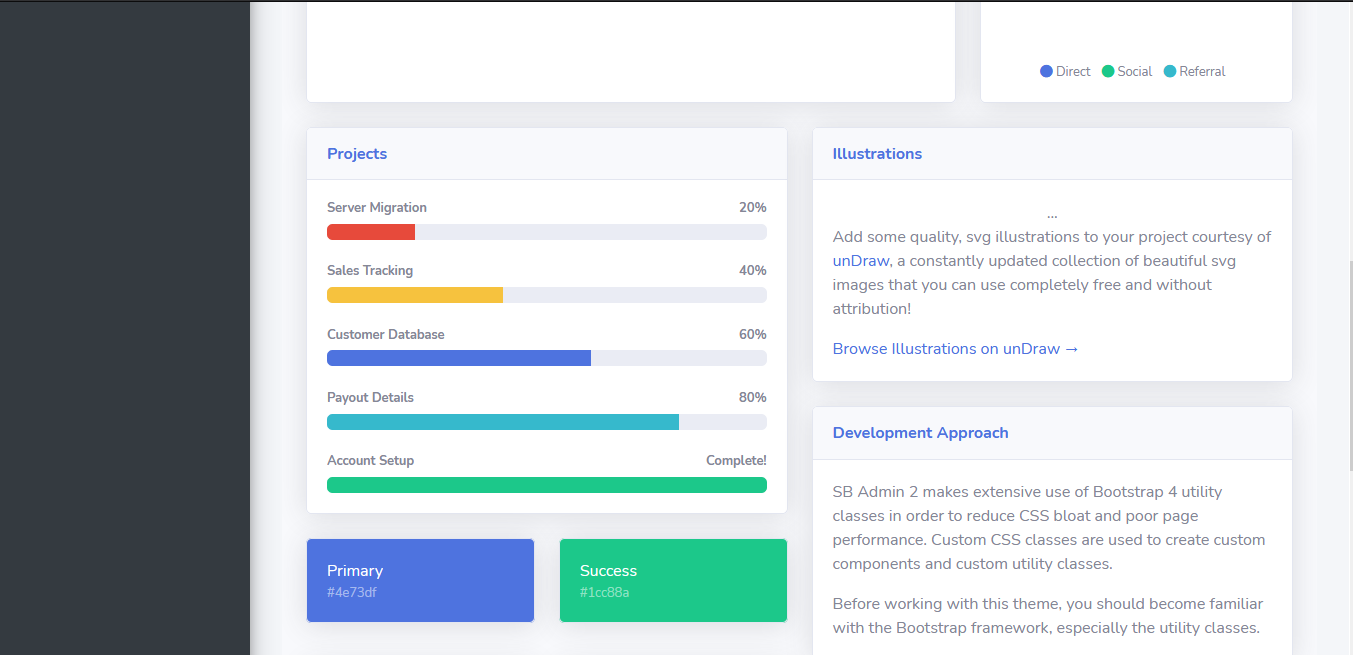 Direct Social Referral
Projects
Server Migration 20%
Sales Tracking 40%
Customer Database 60%
Payout Details 80%
Account Setup Complete!
Primary
#4e73df
Success
#1cc88a
Illustrations
...
Add some quality, svg illustrations to your project courtesy of
unDraw, a constantly updated collection of beautiful svg
images that you can use completely free and without
attribution!
Browse Illustrations on unDraw →
Development Approach
SB Admin 2 makes extensive use of Bootstrap 4 utility
classes in order to reduce CSS bloat and poor page
performance. Custom CSS classes are used to create custom
components and custom utility classes.
Before working with this theme, you should become familiar
with the Bootstrap framework, especially the utility classes.